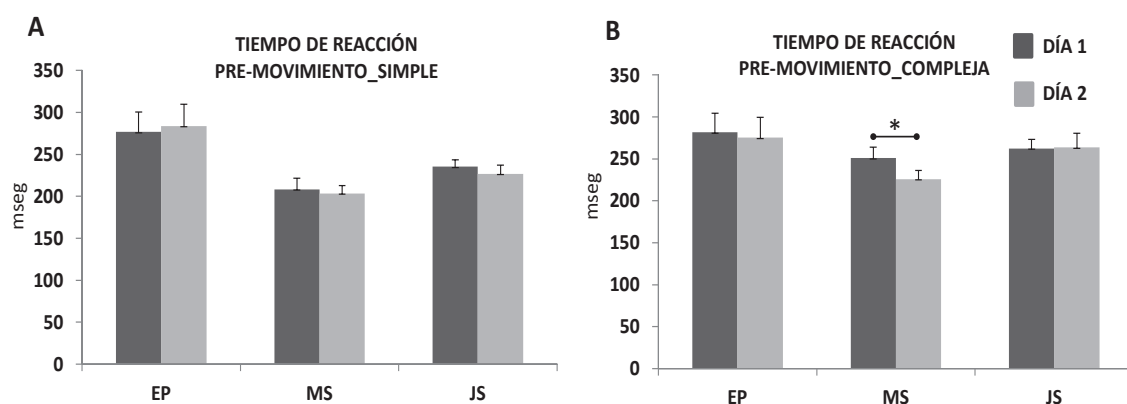 A
TIEMPO DE REACCIÓN
PRE-MOVIMIENTO_SIMPLE
350
300
250
200
150
100
50
0
mseg
EP
MS
JS
B
TIEMPO DE REACCIÓN
PRE-MOVIMIENTO_COMPLEJA
DÍA 1
DÍA 2
350
300
250
200
150
100
50
0
mseg
*
EP
MS
JS